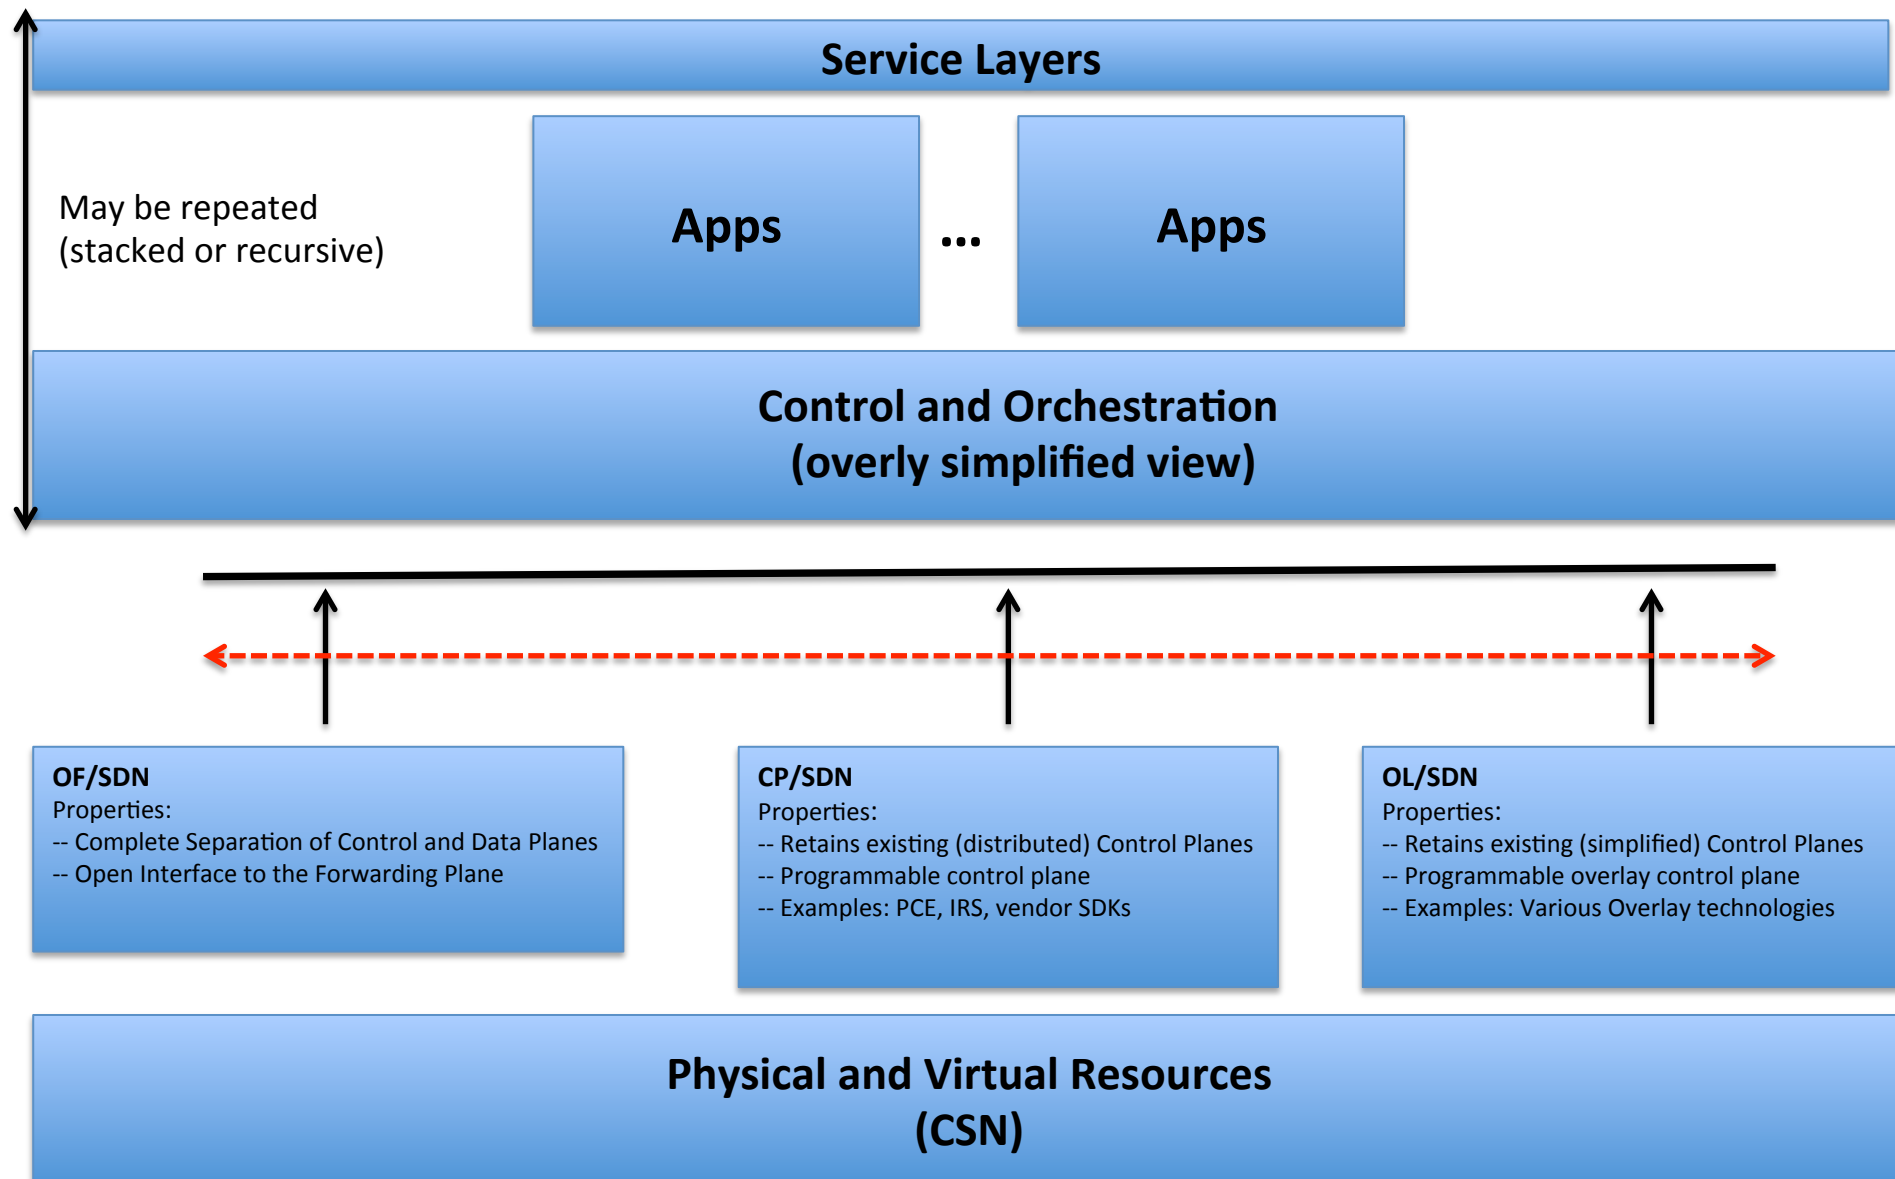 Service Layers
May be repeated
(stacked or recursive)
Apps
...
Apps
Control and Orchestration
(overly simplified view)
OF/SDN
Properties:
-- Complete Separation of Control and Data Planes
-- Open Interface to the Forwarding Plane
CP/SDN
Properties:
-- Retains existing (distributed) Control Planes
-- Programmable control plane
-- Examples: PCE, IRS, vendor SDKs
OL/SDN
Properties:
-- Retains existing (simplified) Control Planes
-- Programmable overlay control plane
-- Examples: Various Overlay technologies
Physical and Virtual Resources
(CSN)